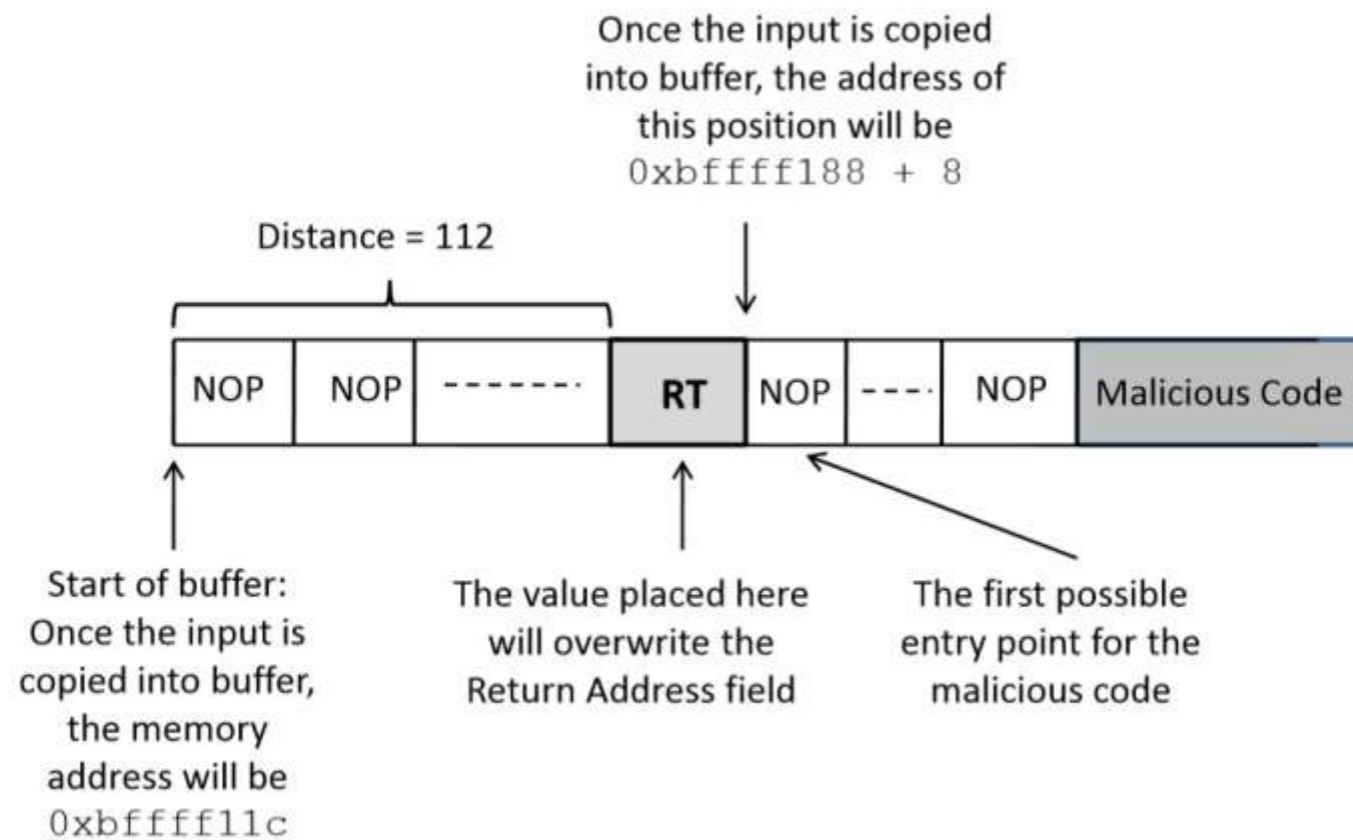 Once the input is copied
into buffer, the address of
this position will be
0xbffff188 + 8
Distance = 112
NOP
NOP
RT
NOP
NOP
Malicious Code
Start of buffer:
Once the input is
copied into buffer,
the memory
address will be
0xbffff11c
The value placed here
will overwrite the
Return Address field
The first possible
entry point for the
malicious code